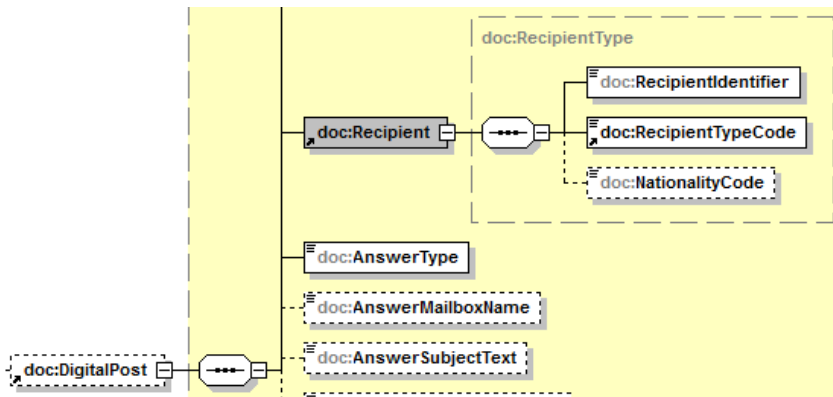 doc:RecipientType
doc:RecipientIdentifier
doc:Recipient
doc:RecipientTypeCode
doc:NationalityCode
doc:AnswerType
doc:AnswerMailboxName
doc:AnswerSubjectText
doc:DigitalPost